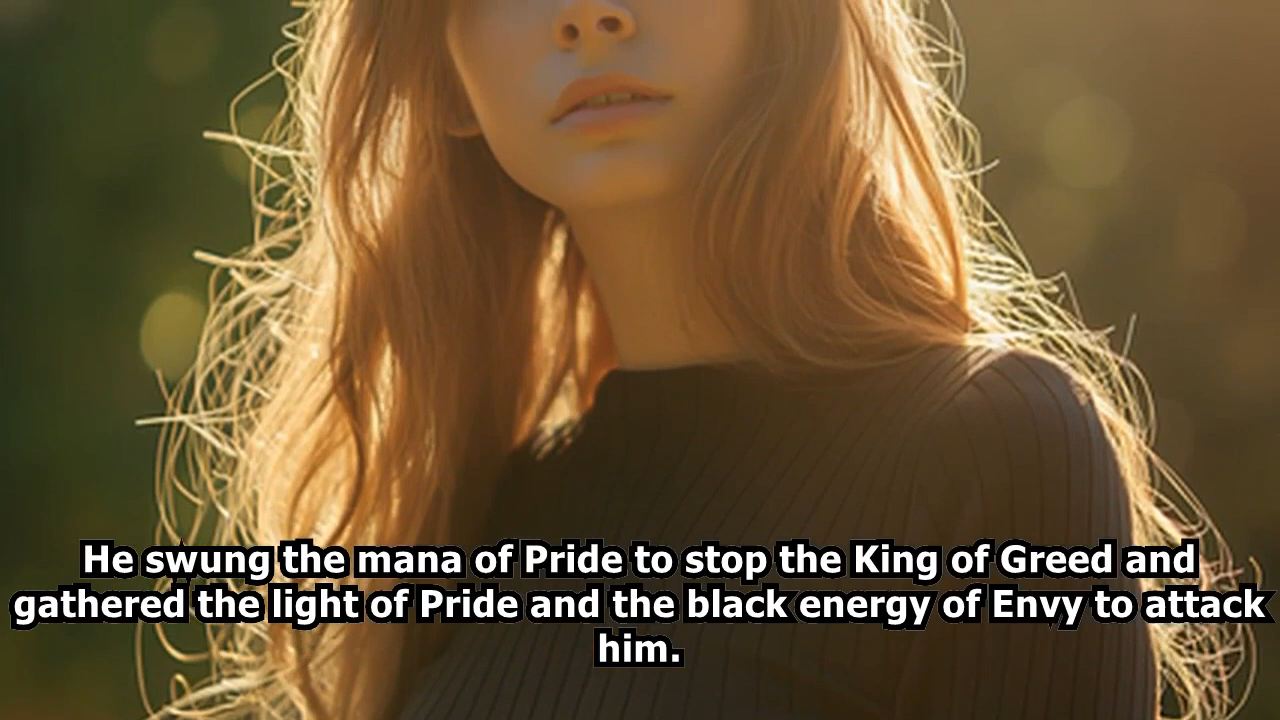 He swung the mana of Pride to stop the King of Greed and
gathered the light of Pride and the black energy of Envy to attack
him.